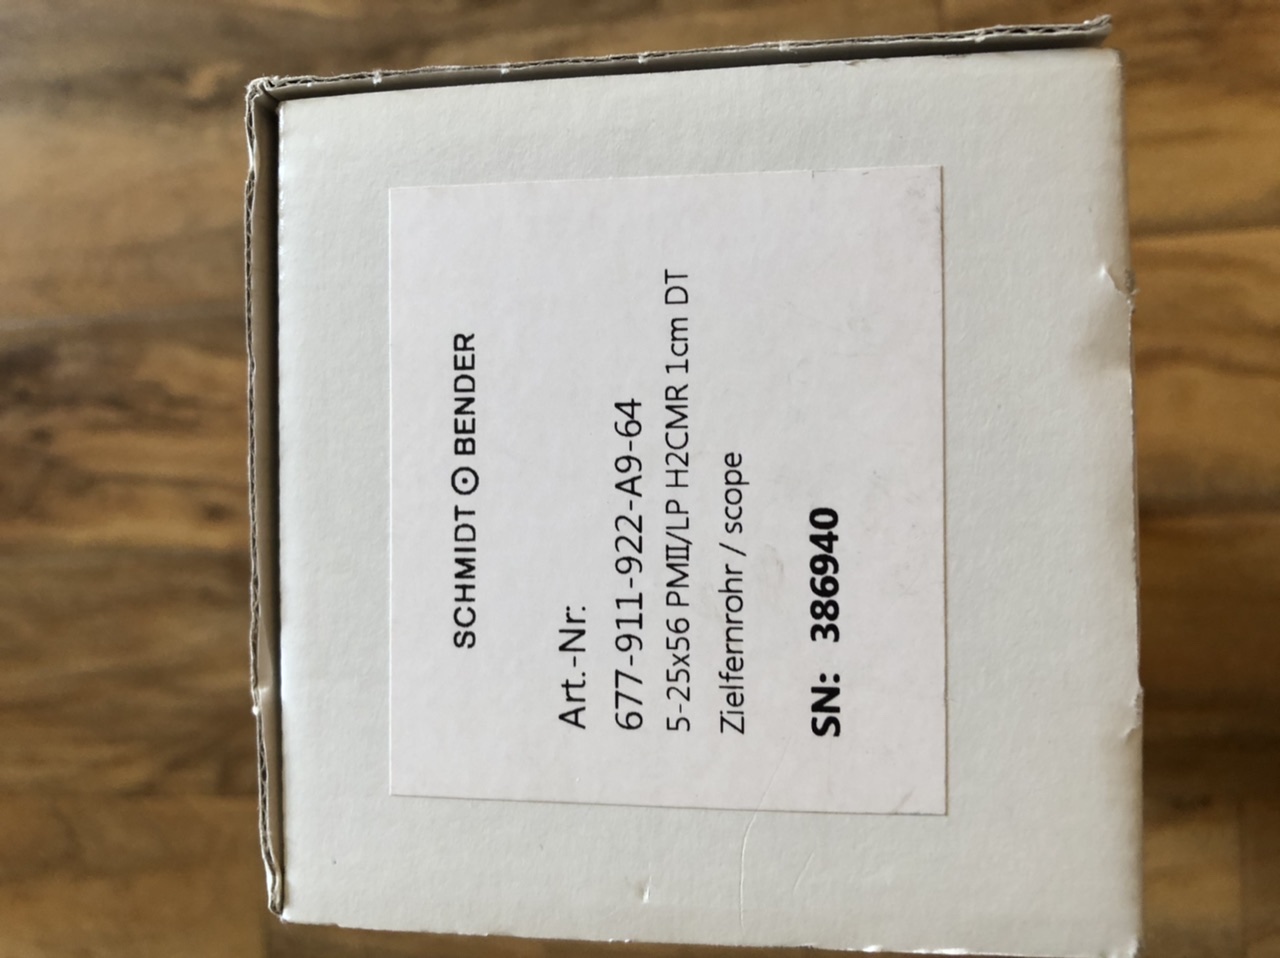 SCHMIDT BENDER
Art.-Nr:
677-911-922-A9-64
5-25x56 PMII/LP H2CMR 1cm DT
Zielfernrohr / scope
SN: 386940